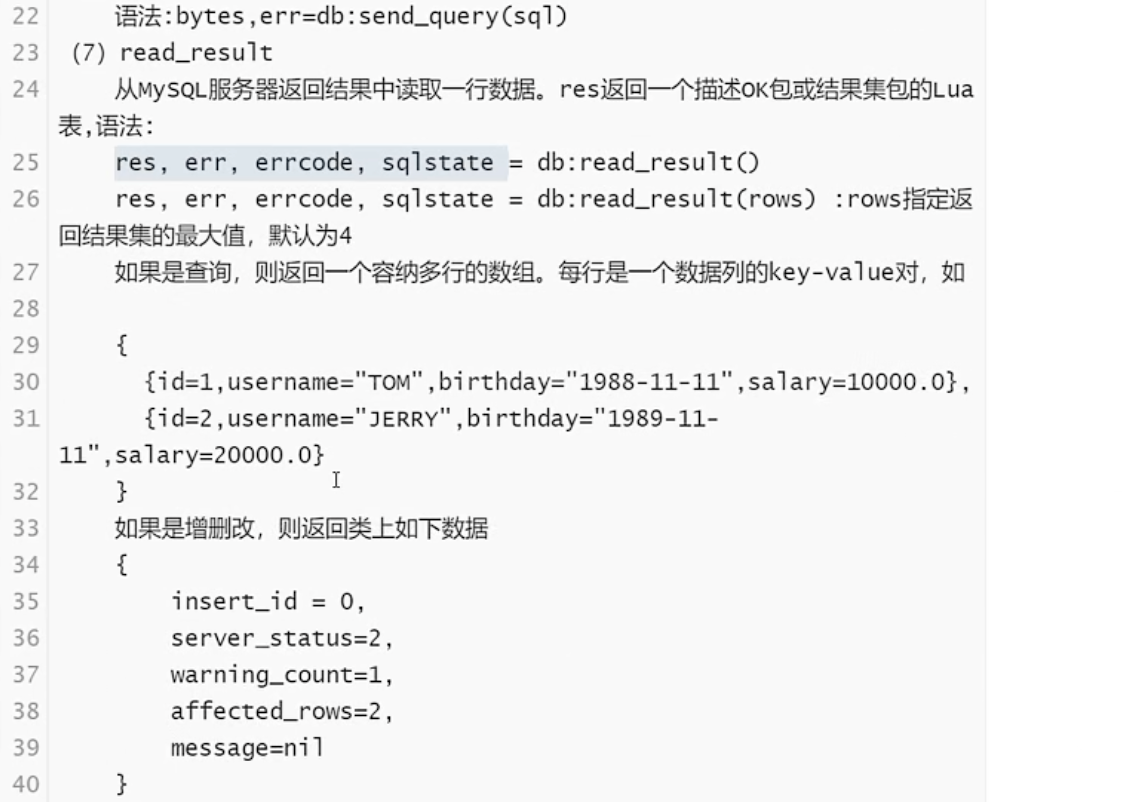 22 语法:bytes,err=db:send_query(sql)
23 (7) read_result
24 从MySQL服务器返回结果中读取一行数据。res返回一个描述OK包或结果集包的Lua
表,语法:
25 res, err, errcode, sqlstate = db:read_result()
26 res, err, errcode, sqlstate = db:read_result(rows) :rows指定返
回结果集的最大值，默认为4
27 如果是查询，则返回一个容纳多行的数组。每行是一个数据列的key-value对，如
28
29 {
30 {id=1,username="TOM",birthday="1988-11-11",salary=10000.0},
31 {id=2,username="JERRY",birthday="1989-11-
11",salary=20000.0}
32 }
33 如果是增删改，则返回类上如下数据
34 {
35 insert_id = 0,
36 server_status=2,
37 warning_count=1,
38 affected_rows=2,
39 message=nil
40 }